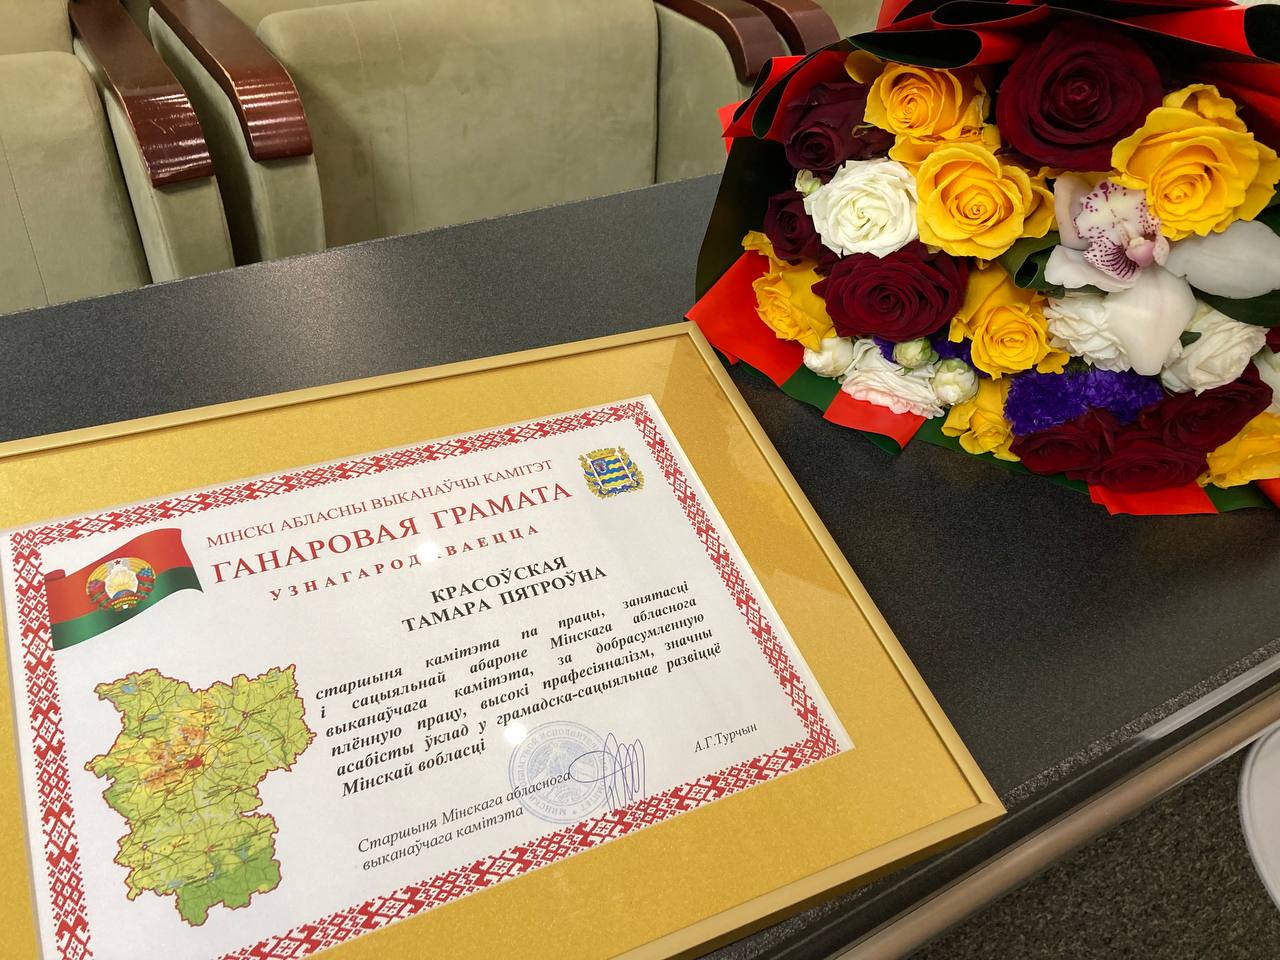 МІНСКІ АБЛАСНЫ ВЫКАНАЎЧЫ КАМІТЭТ
ГАНАРОВАЯ ГРАМАТА
УЗНАГАРОДЖВАЕЦЦА
КРАСОЎСКАЯ
ТАМАРА ПЯТРОЎНА
старшыня камітэта па працы, занятасці
і сацыяльнай абароне Мінскага абласнога
выканаўчага камітэта, за добрасумленную
плённую працу, высокі прафесіяналізм, значны
асабісты ўклад у грамадска-сацыяльнае развіццё
Мінскай вобласці
Старшыня Мінскага абласнога
выканаўчага камітэта
А.Г.Турчын